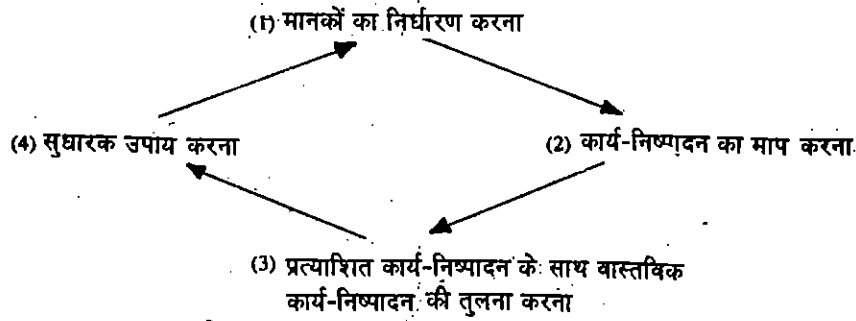 (1) मानकों का निर्धारण करना
(4) सुधारक उपाय करना
(2) कार्य-निष्पादन का माप करना
(3) प्रत्याशित कार्य-निष्पादन के साथ वास्तविक
कार्य-निष्पादन की तुलना करना